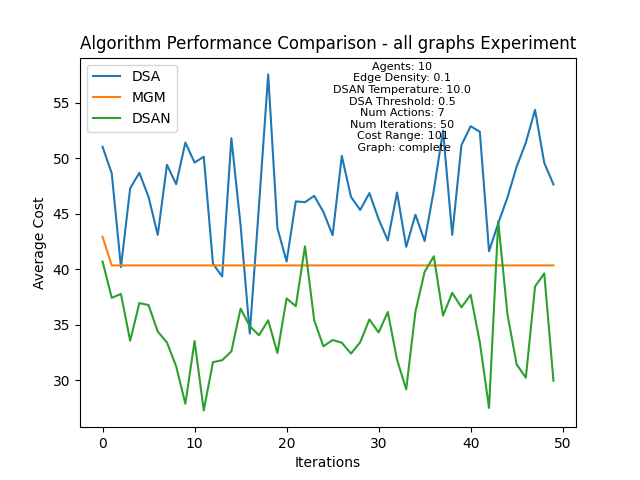 Algorithm Performance Comparison - all graphs Experiment
DSA
MGM
DSAN
Agents: 10
Edge Density: 0.1
DSAN Temperature: 10.0
DSA Threshold: 0.5
Num Actions: 7
Num Iterations: 50
Cost Range: 101
Graph: complete
Average Cost
55
50
45
40
35
30
0
10
20
30
40
50
Iterations